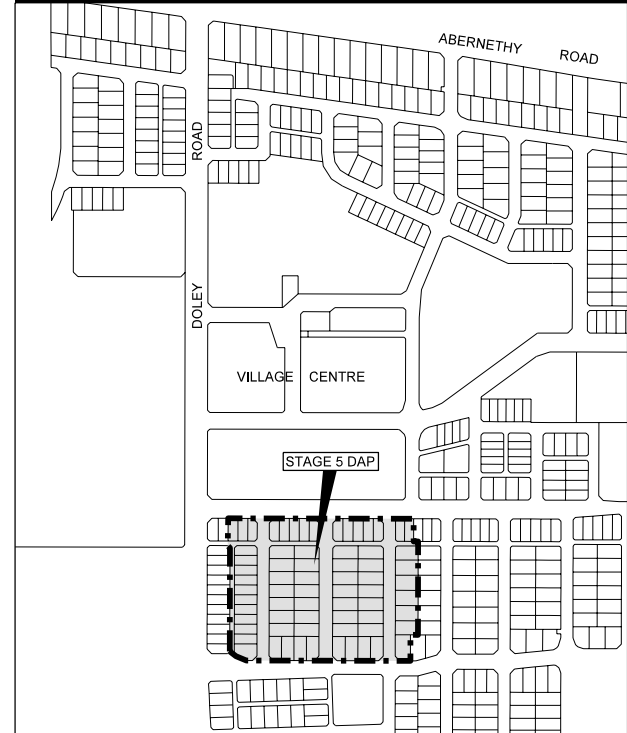 ABERNETHY ROAD
DOLEY ROAD
VILLAGE CENTRE
STAGE 5 DAP